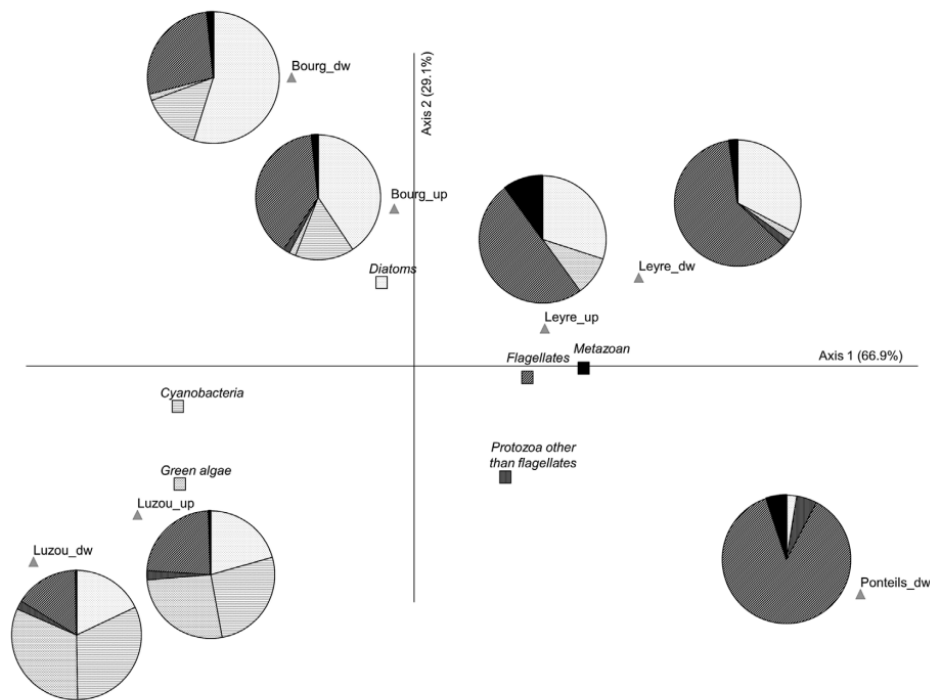 Bourg_dw
Axis 2 (29.1%)
Bourg_up
Diatoms
Leyre_dw
Leyre_up
Metazoan
Flagellates
Axis 1 (66.9%)
Cyanobacteria
Protozoa other
than flagellates
Green algae
Luzou_up
Luzou_dw
Ponteils_dw